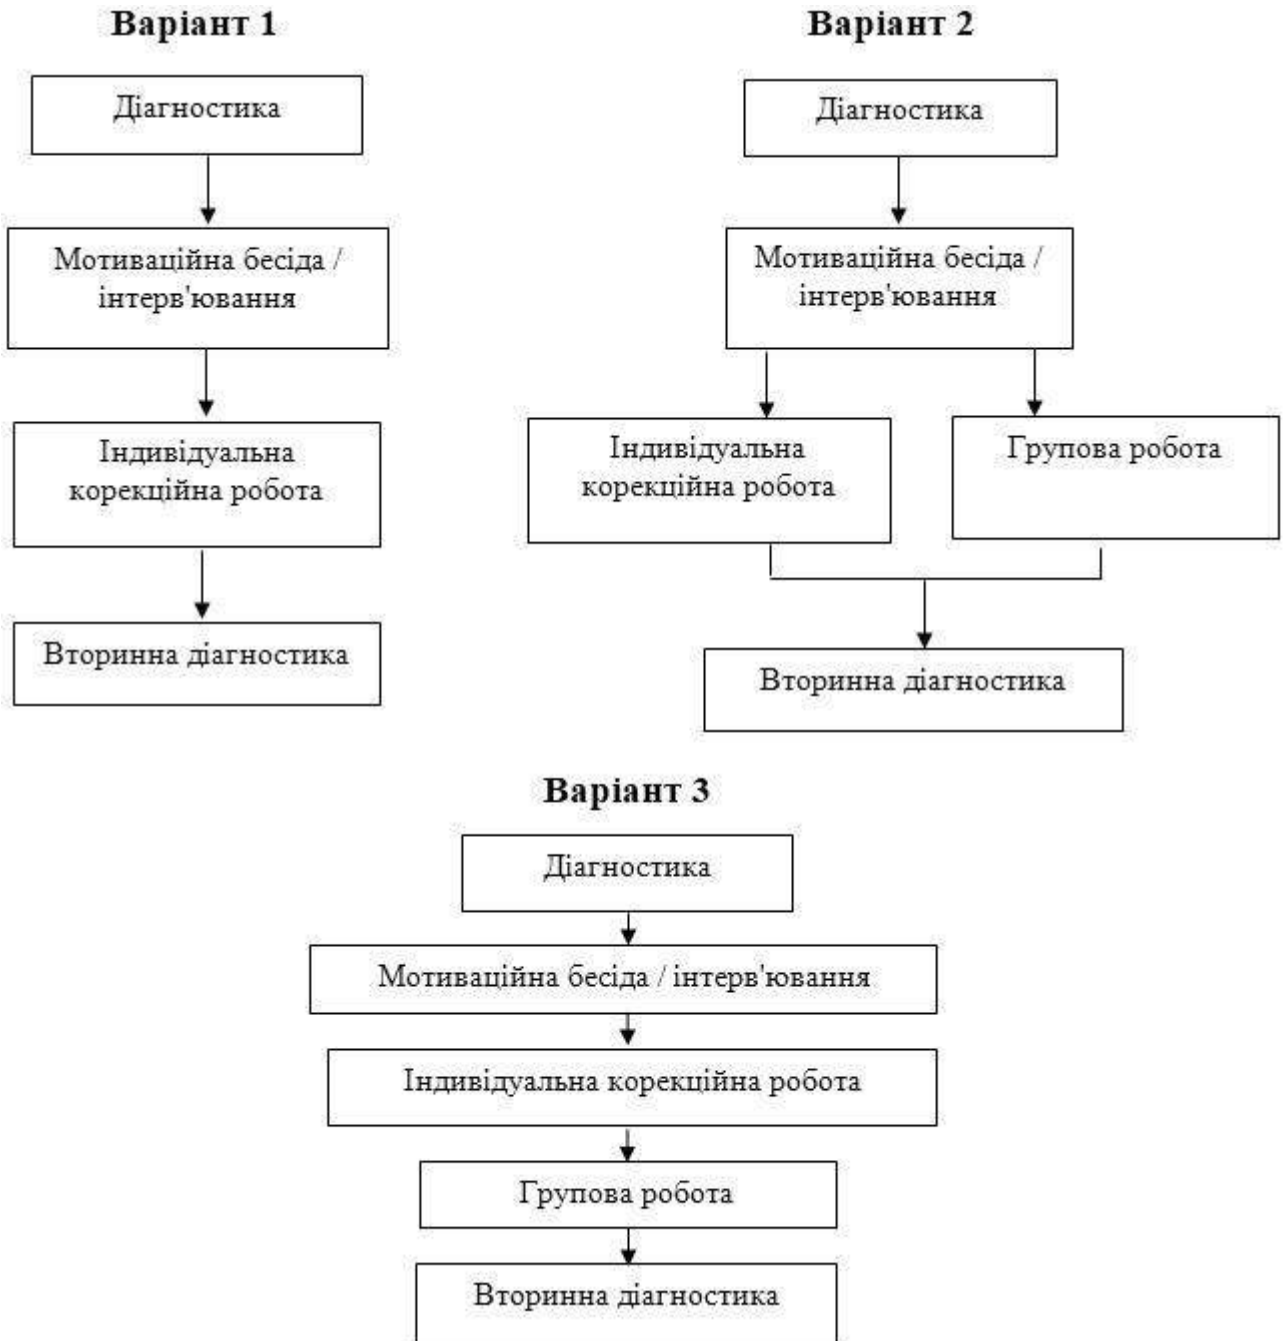 Варіант 1
Діагностика
Мотиваційна бесіда /
інтерв'ювання
Індивідуальна
корекційна робота
Вторинна діагностика
Варіант 2
Діагностика
Мотиваційна бесіда /
інтерв'ювання
Індивідуальна
корекційна робота
Групова робота
Вторинна діагностика
Варіант 3
Діагностика
Мотиваційна бесіда / інтерв'ювання
Індивідуальна корекційна робота
Групова робота
Вторинна діагностика